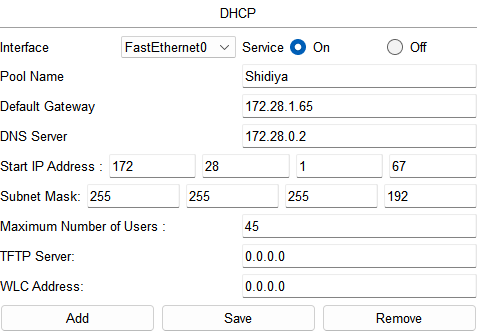 DHCP
Interface FastEthernet0 Service On Off
Pool Name Shidiya
Default Gateway 172.28.1.65
DNS Server 172.28.0.2
Start IP Address : 172 28 1 67
Subnet Mask: 255 255 255 192
Maximum Number of Users : 45
TFTP Server: 0.0.0.0
WLC Address: 0.0.0.0
Add Save Remove